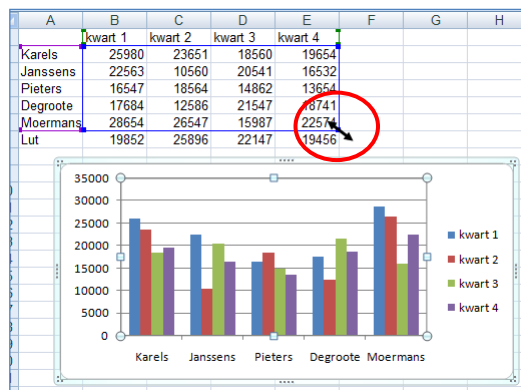 A B C D E F G H
kwart 1 kwart 2 kwart 3 kwart 4
Karels 25980 23651 18560 19654
Janssens 22563 10560 20541 16532
Pieters 16547 18564 14862 13654
Degroote 17684 12586 21547 18741
Moermans 28654 26547 15987 22574
Lut 19852 25896 22147 19456
35000
30000
25000
20000
15000
10000
5000
0
Karels Janssens Pieters Degroote Moermans
kwart 1
kwart 2
kwart 3
kwart 4